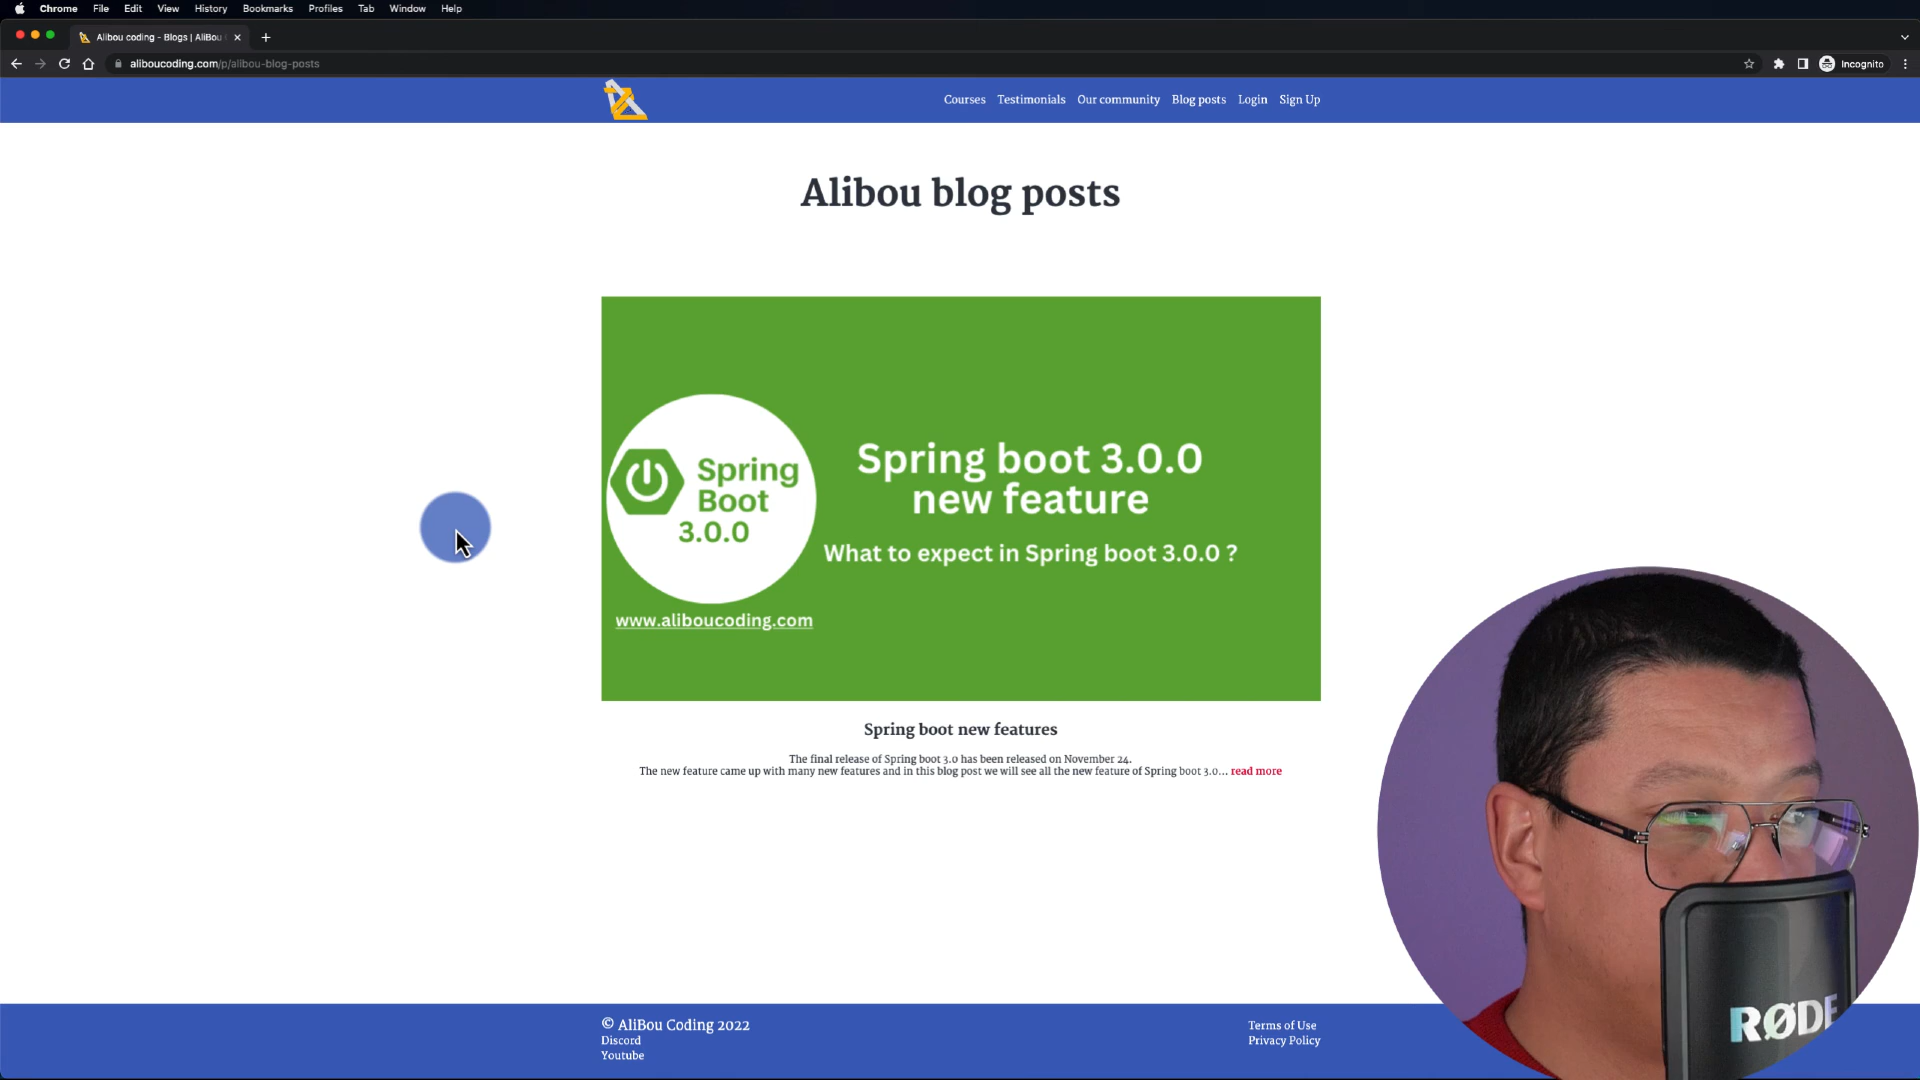 Chrome File Edit View History Bookmarks Profiles Tab Window Help
Alibou coding - Blogs | AliBou
aliboucoding.com/p/alibou-blog-posts
Incognito
Courses Testimonials Our community Blog posts Login Sign Up
Alibou blog posts
Spring
Boot
3.0.0
www.aliboucoding.com
Spring boot 3.0.0
new feature
What to expect in Spring boot 3.0.0 ?
Spring boot new features
The final release of Spring boot 3.0 has been released on November 24.
The new feature came up with many new features and in this blog post we will see all the new feature of Spring boot 3.0... read more
© AliBou Coding 2022
Discord
Youtube
Terms of Use
Privacy Policy
RØDE